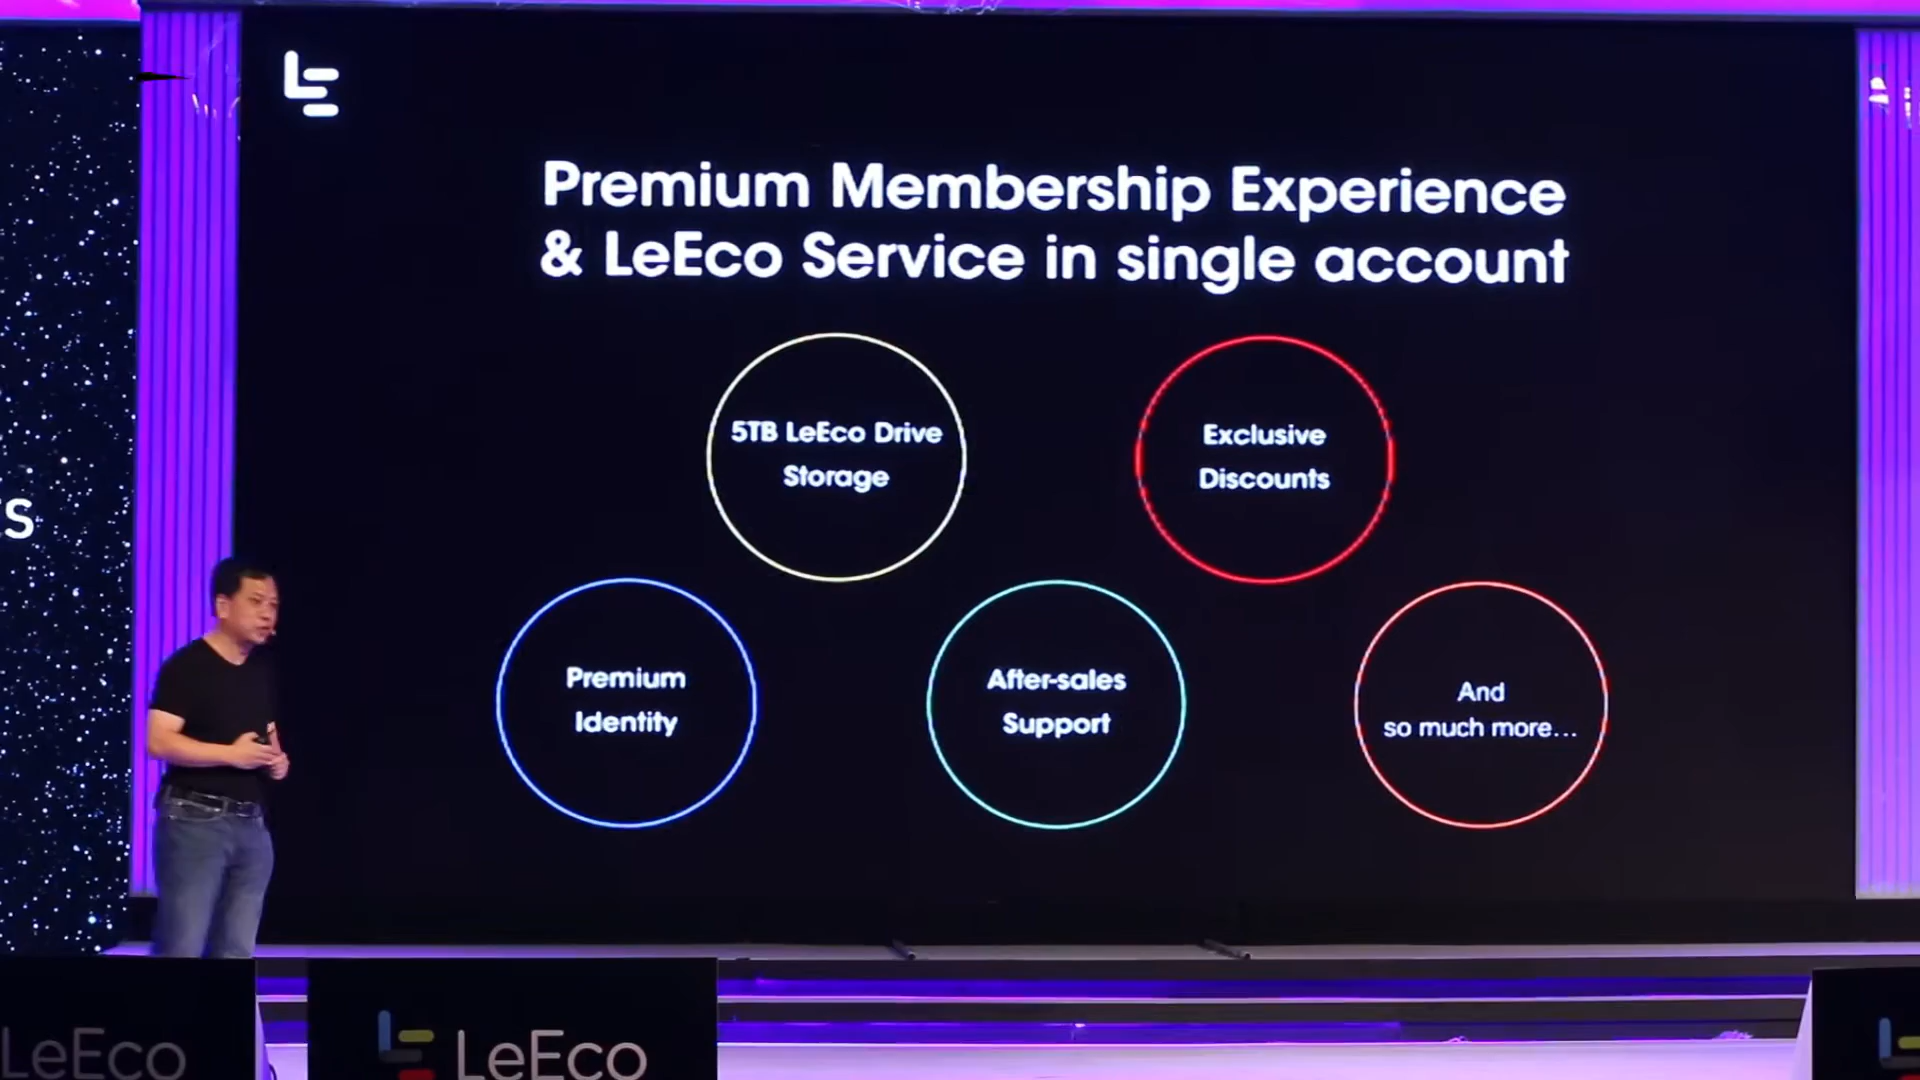 Premium Membership Experience
& LeEco Service in single account
5TB LeEco Drive
Storage
Exclusive
Discounts
Premium
Identity
After-sales
Support
And
so much more...
LeEco
LeEco